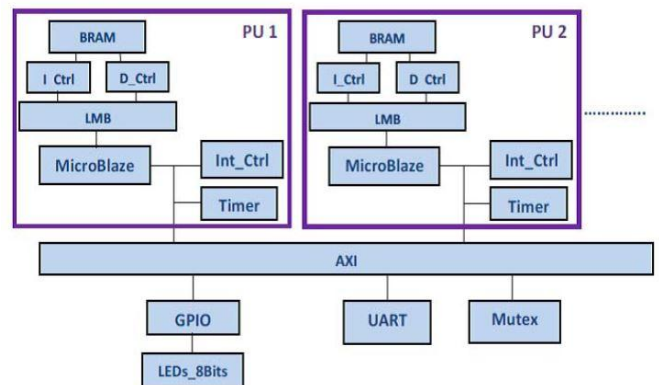 PU 1
BRAM
I_Ctrl
D_Ctrl
LMB
MicroBlaze
Int_Ctrl
Timer
PU 2
BRAM
I_Ctrl
D_Ctrl
LMB
MicroBlaze
Int_Ctrl
Timer
..............
AXI
GPIO
UART
Mutex
LEDs_8Bits